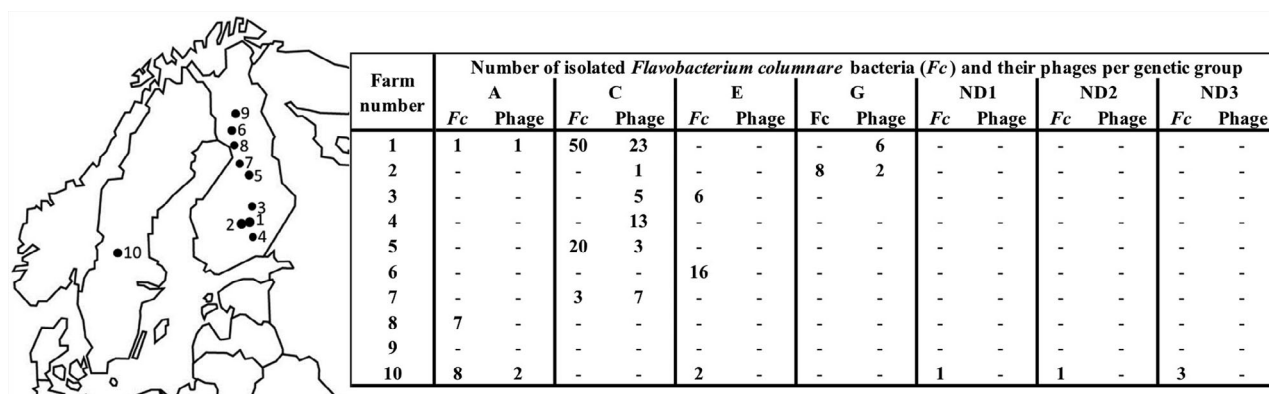 9
6
8
7
5
3
2 1
4
10
Farm number
Number of isolated Flavobacterium columnare bacteria (Fc) and their phages per genetic group
A C E G ND1 ND2 ND3
Fc Phage Fc Phage Fc Phage Fc Phage Fc Phage Fc Phage Fc Phage
1 1 1 50 23 - - - 6 - - - - - -
2 - - - 1 - - 8 2 - - - - - -
3 - - - 5 6 - - - - - - - - -
4 - - - 13 - - - - - - - - - -
5 - - 20 3 - - - - - - - - - -
6 - - - - 16 - - - - - - - - -
7 - - 3 7 - - - - - - - - - -
8 7 - - - - - - - - - - - - -
9 - - - - - - - - - - - - - -
10 8 2 - - 2 - - - 1 - 1 - 3 -